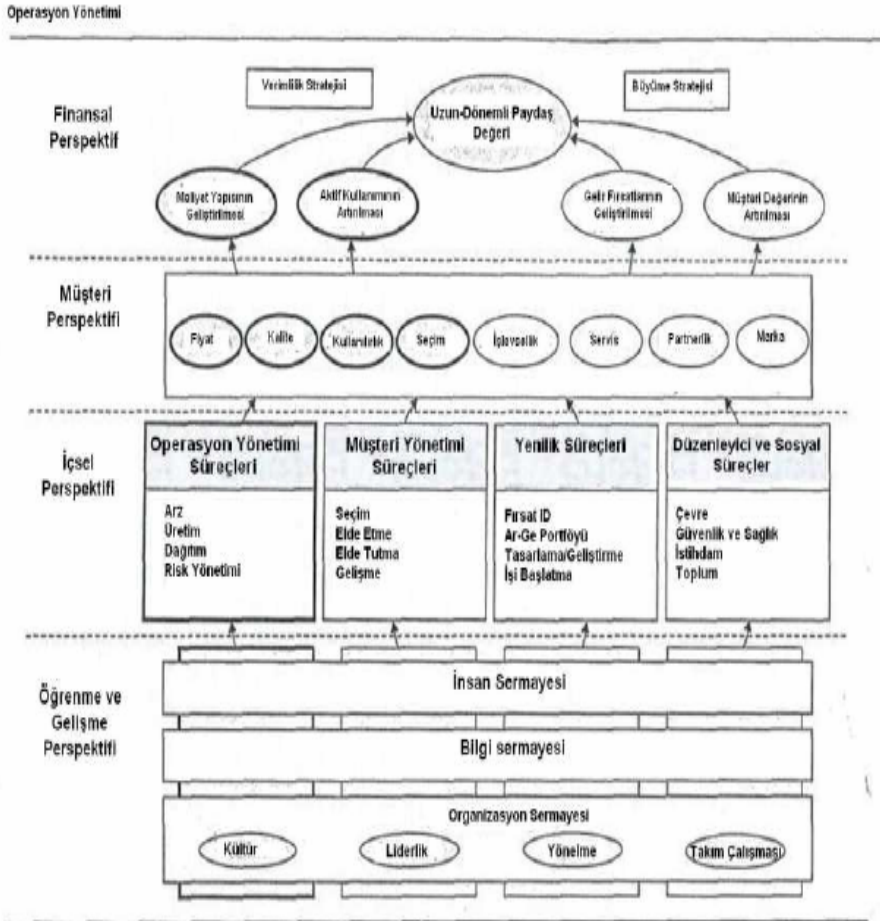 Operasyon Yönetimi
Verimlilik Stratejisi
Büyüme Stratejisi
Uzun-Dönemli Paydaş
Değeri
Finansal
Perspektif
Maliyet Yapısının
Geliştirilmesi
Aktif Kullanımının
Artırılması
Gelir Fırsatlarının
Geliştirilmesi
Müşteri Değerinin
Artırılması
Müşteri
Perspektifi
Fiyat
Kalite
Kullanılırlık
Seçim
İşlevsellik
Servis
Partnerlik
Marka
İçsel
Perspektifi
Operasyon Yönetimi
Süreçleri
Arz
Üretim
Dağıtım
Risk Yönetimi
Müşteri Yönetimi
Süreçleri
Seçim
Elde Etme
Elde Tutma
Gelişme
Yenilik Süreçleri
Fırsat ID
Ar-Ge Portföyü
Tasarlama/Geliştirme
İşi Başlatma
Düzenleyici ve Sosyal
Süreçler
Çevre
Güvenlik ve Sağlık
İstihdam
Toplum
Öğrenme ve
Gelişme
Perspektifi
İnsan Sermayesi
Bilgi sermayesi
Organizasyon Sermayesi
Kültür
Liderlik
Yönelme
Takım Çalışması